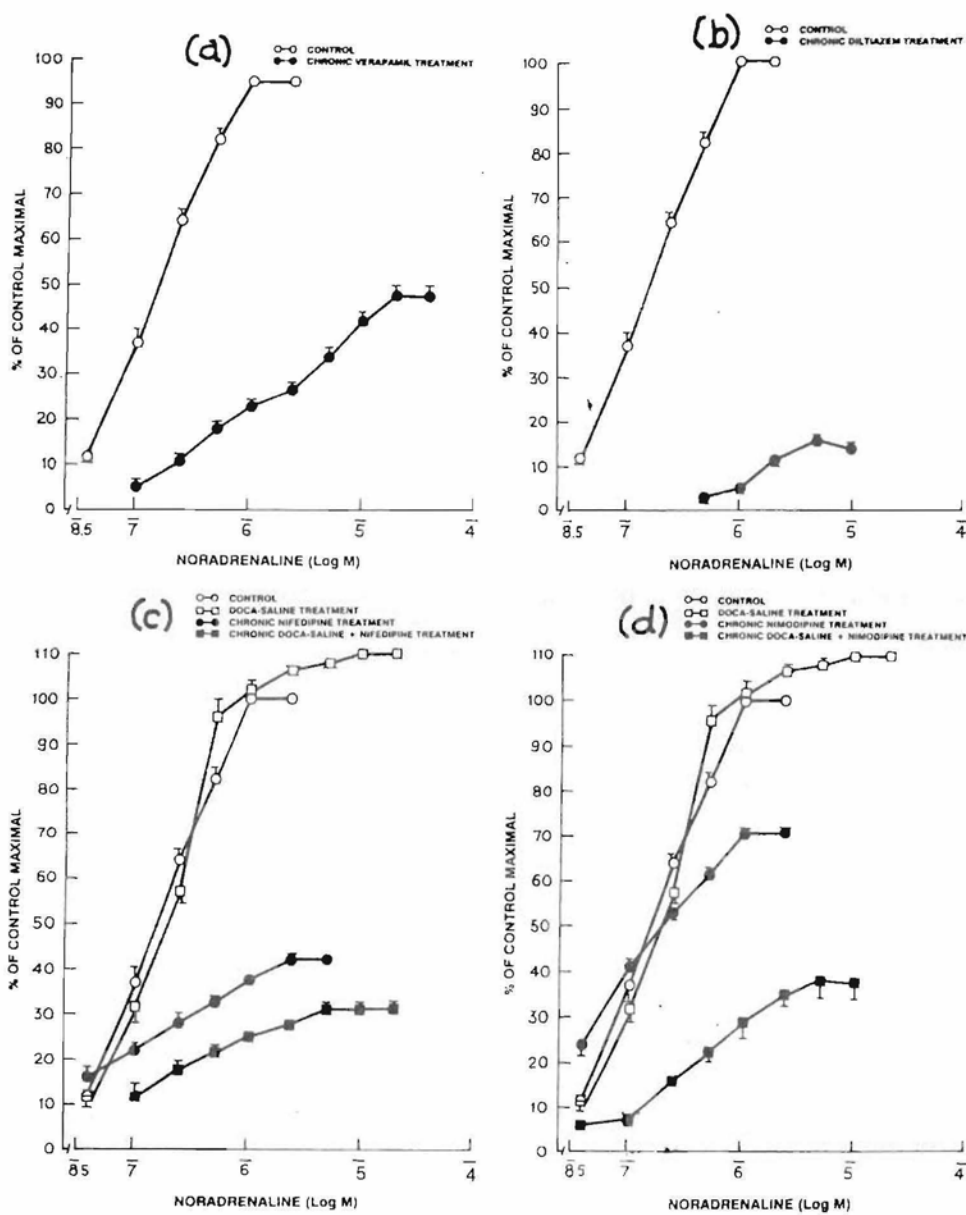 (a)
CONTROL
CHRONIC VERAPAMIL TREATMENT
100
90
80
70
60
50
40
30
20
10
0
% OF CONTROL MAXIMAL
8.5 7 6 5 4
NORADRENALINE (Log M)
(b)
CONTROL
CHRONIC DILTIAZEM TREATMENT
100
90
80
70
60
50
40
30
20
10
0
% OF CONTROL MAXIMAL
8.5 7 6 5 4
NORADRENALINE (Log M)
(c)
CONTROL
DOCA-SALINE TREATMENT
CHRONIC NIFEDIPINE TREATMENT
CHRONIC DOCA-SALINE + NIFEDIPINE TREATMENT
110
100
90
80
70
60
50
40
30
20
10
0
% OF CONTROL MAXIMAL
8 5 7 6 5 4
NORADRENALINE (Log M)
(d)
CONTROL
DOCA-SALINE TREATMENT
CHRONIC NIMODIPINE TREATMENT
CHRONIC DOCA-SALINE + NIMODIPINE TREATMENT
110
100
90
80
70
60
50
40
30
20
10
0
% OF CONTROL MAXIMAL
8 5 7 6 5 4
NORADRENALINE (Log M)